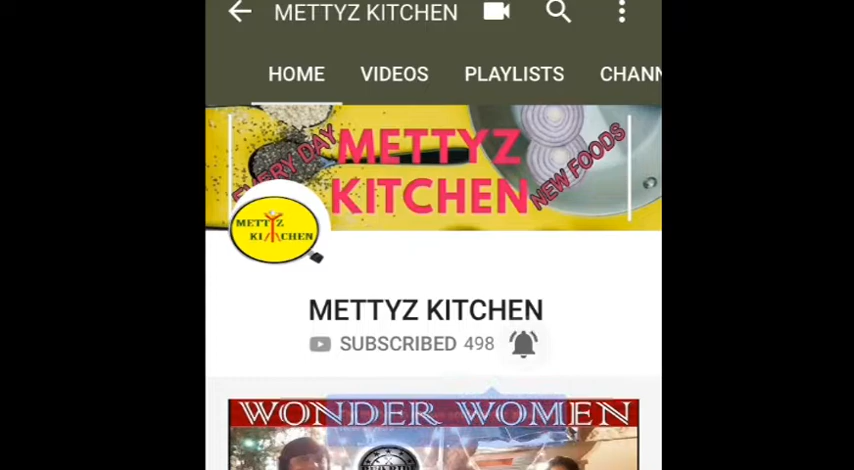 METTYZ KITCHEN
HOME VIDEOS PLAYLISTS CHANN
EVERY DAY
METTYZ
KITCHEN
NEW FOODS
METTYZ
KITCHEN
METTYZ KITCHEN
SUBSCRIBED 498
WONDER WOMEN